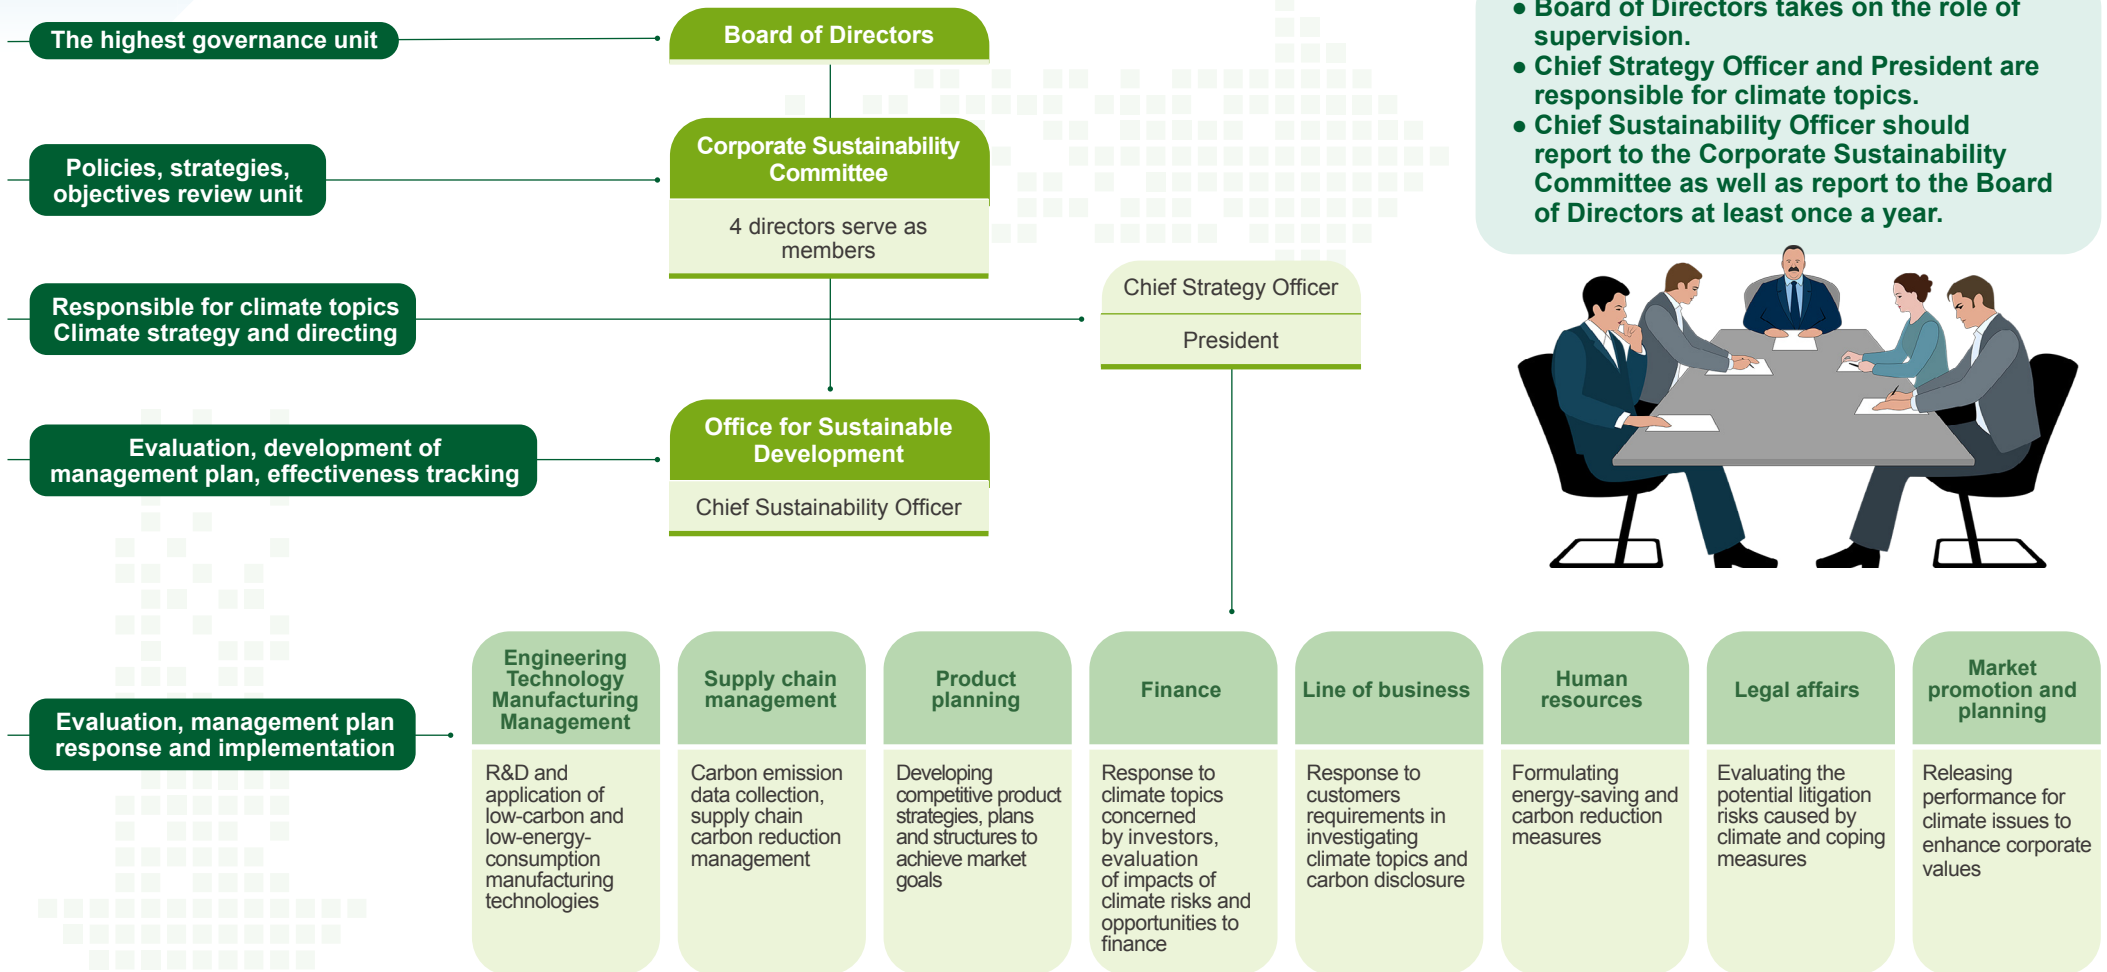 The highest governance unit
Board of Directors
● Board of Directors takes on the role of
supervision.
● Chief Strategy Officer and President are
responsible for climate topics.
● Chief Sustainability Officer should
report to the Corporate Sustainability
Committee as well as report to the Board
of Directors at least once a year.
Policies, strategies,
objectives review unit
Corporate Sustainability
Committee
4 directors serve as
members
Responsible for climate topics
Climate strategy and directing
Chief Strategy Officer
President
Evaluation, development of
management plan, effectiveness tracking
Office for Sustainable
Development
Chief Sustainability Officer
Evaluation, management plan
response and implementation
Engineering
Technology
Manufacturing
Management
R&D and
application of
low-carbon and
low-energy-
consumption
manufacturing
technologies
Supply chain
management
Carbon emission
data collection,
supply chain
carbon reduction
management
Product
planning
Developing
competitive product
strategies, plans
and structures to
achieve market
goals
Finance
Response to
climate topics
concerned
by investors,
evaluation
of impacts of
climate risks and
opportunities to
finance
Line of business
Response to
customers
requirements in
investigating
climate topics and
carbon disclosure
Human
resources
Formulating
energy-saving and
carbon reduction
measures
Legal affairs
Evaluating the
potential litigation
risks caused by
climate and coping
measures
Market
promotion and
planning
Releasing
performance for
climate issues to
enhance corporate
values